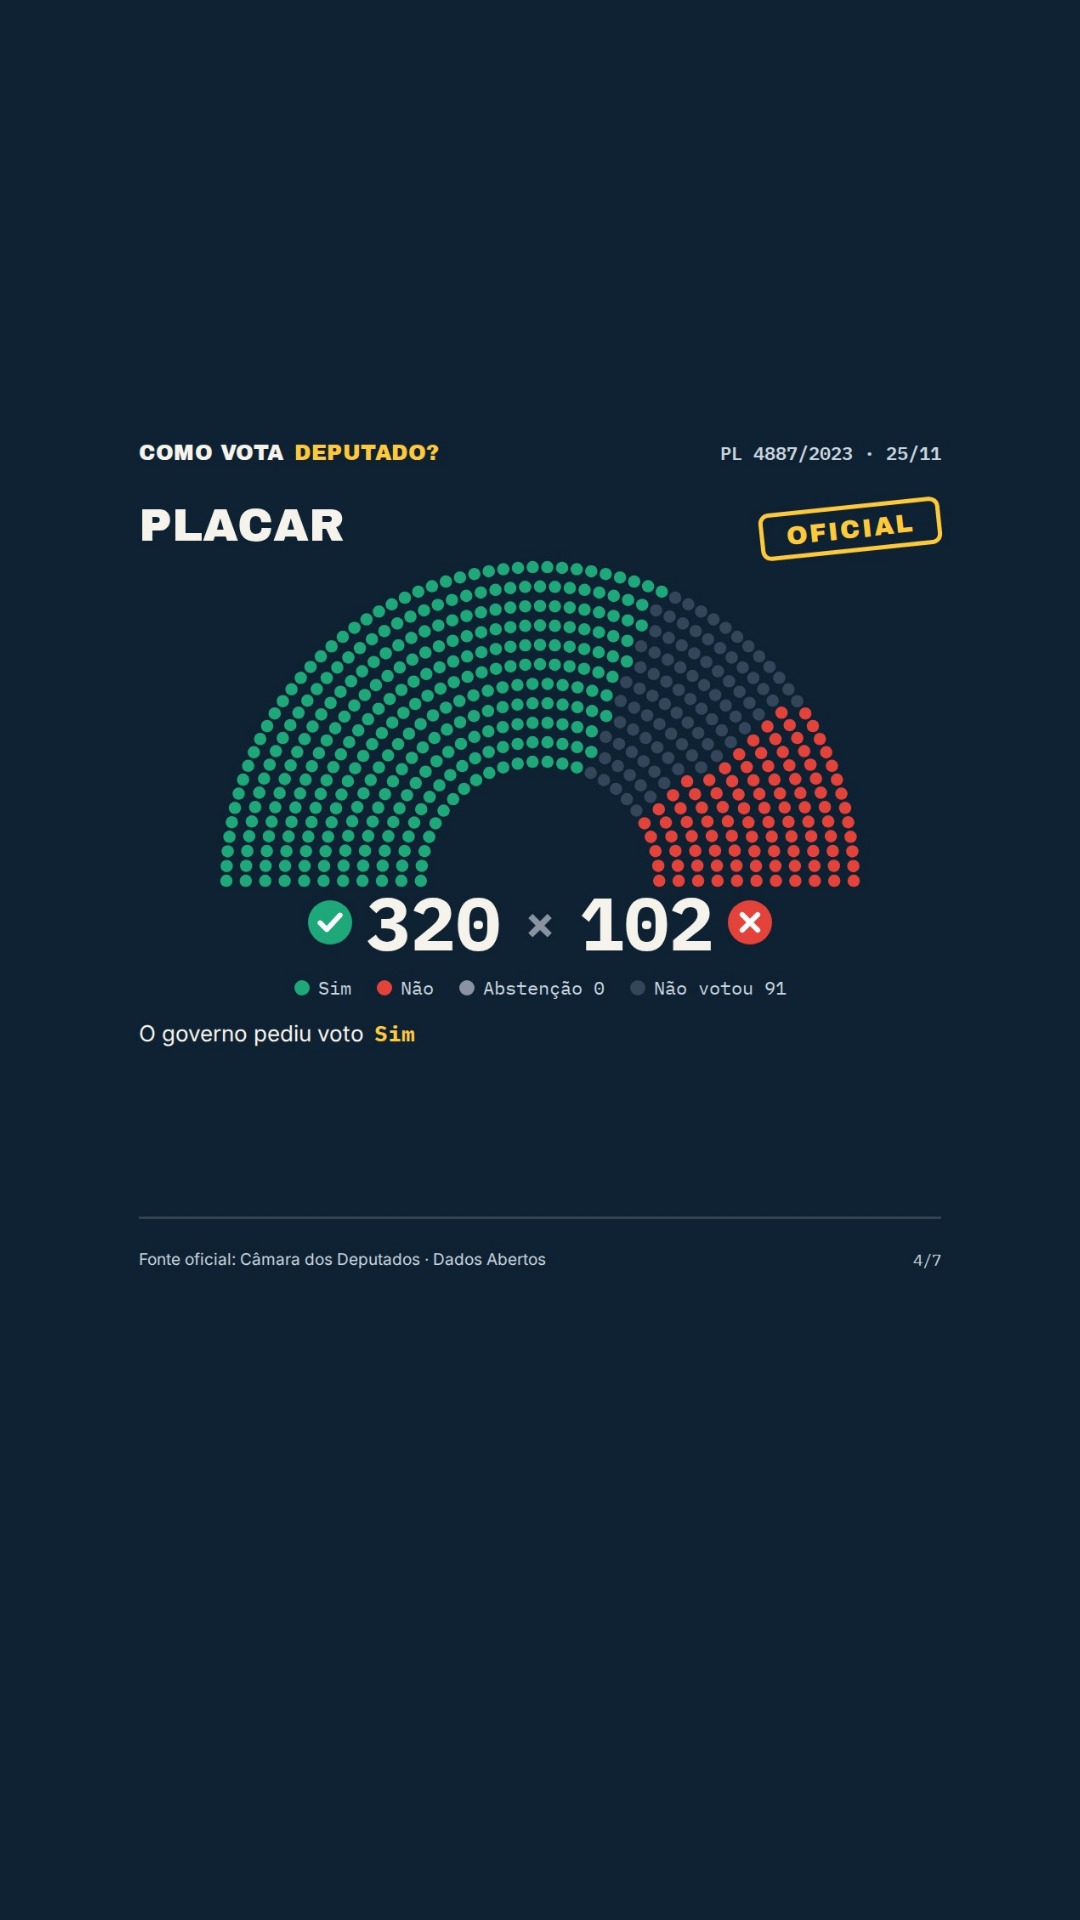 COMO VOTA DEPUTADO?
PL 4887/2023 · 25/11
PLACAR
OFICIAL
320 × 102
Sim Não Abstenção 0 Não votou 91
O governo pediu voto Sim
Fonte oficial: Câmara dos Deputados · Dados Abertos
4/7